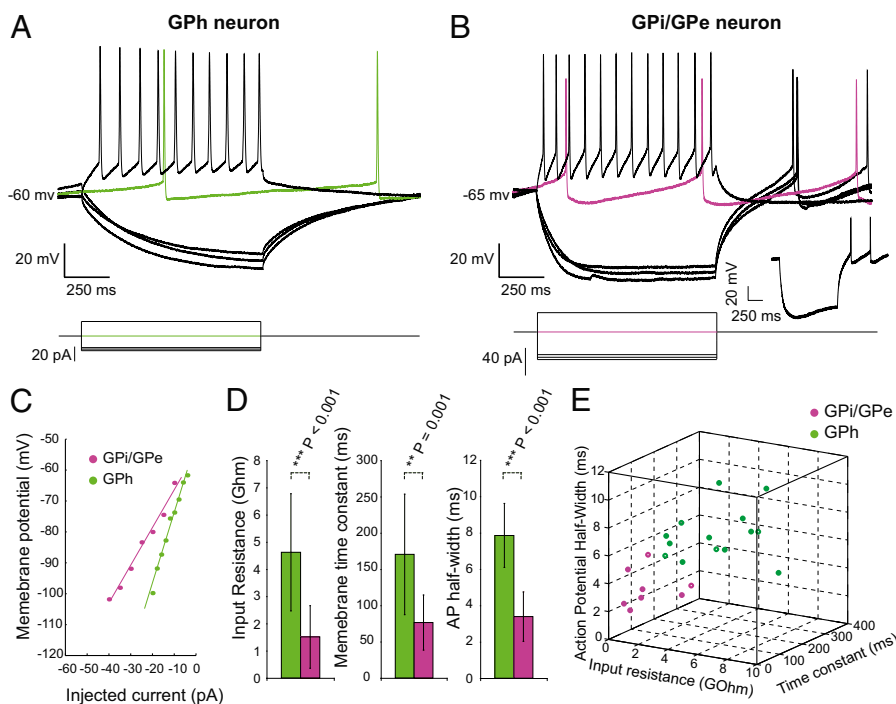 A
GPh neuron
-60 mv
20 mV
250 ms
20 pA
B
GPi/GPe neuron
-65 mv
20 mV
250 ms
20 mV
250 ms
40 pA
C
Memebrane potential (mV)
-50
-60
-70
-80
-90
-100
-110
-120
-60 -50 -40 -30 -20 -10 0
Injected current (pA)
GPi/GPe
GPh
D
*** P < 0.001
Input Resistance (Ghm)
8
7
6
5
4
3
2
1
0
** P = 0.001
Memebrane time constant (ms)
300
250
200
150
100
50
0
*** P < 0.001
AP half-width (ms)
12
10
8
6
4
2
0
E
GPi/GPe
GPh
Action Potential Half-Width (ms)
12
10
8
6
4
2
0
0 2 4 6 8 10
Input resistance (GOhm)
0 100 200 300 400
Time constant (ms)